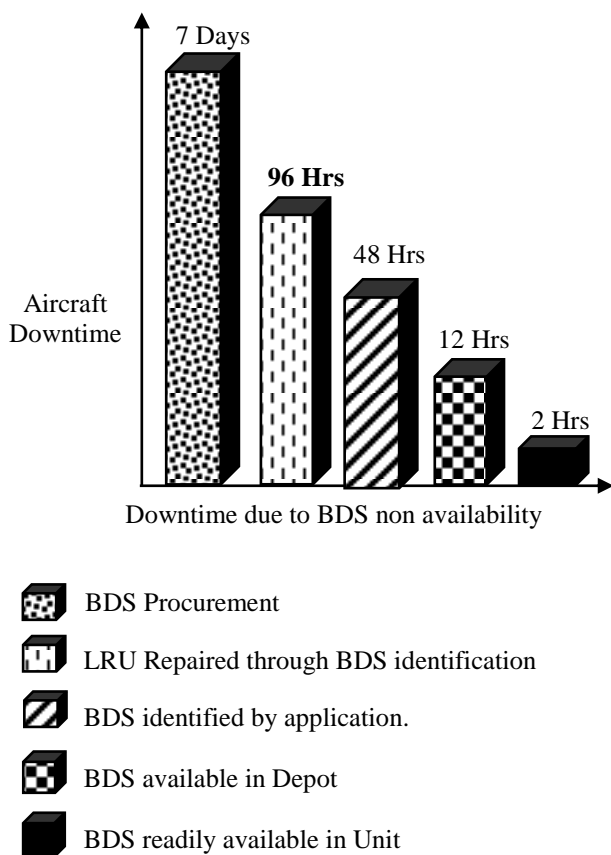 7 Days
96 Hrs
48 Hrs
12 Hrs
2 Hrs
Aircraft
Downtime
Downtime due to BDS non availability
BDS Procurement
LRU Repaired through BDS identification
BDS identified by application.
BDS available in Depot
BDS readily available in Unit